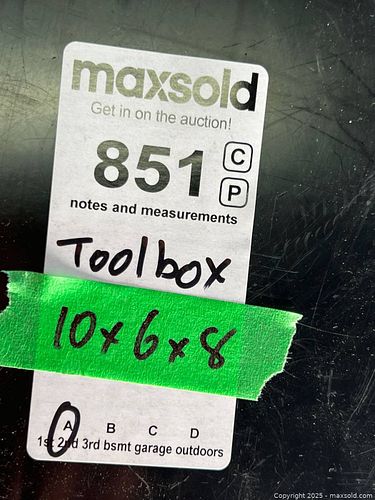 maxsold
Get in on the auction!
851 C
P
notes and measurements
Toolbox
10x6x8
A B C D
1st 2nd 3rd bsmt garage outdoors
Copyright 2025 - maxsold.com